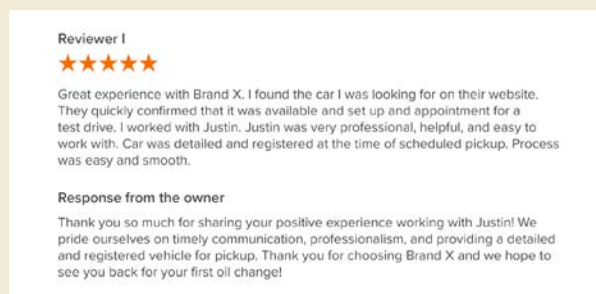 Reviewer I
Great experience with Brand X. I found the car I was looking for on their website.
They quickly confirmed that it was available and set up and appointment for a
test drive. I worked with Justin. Justin was very professional, helpful, and easy to
work with. Car was detailed and registered at the time of scheduled pickup. Process
was easy and smooth.
Response from the owner
Thank you so much for sharing your positive experience working with Justin! We
pride ourselves on timely communication, professionalism, and providing a detailed
and registered vehicle for pickup. Thank you for choosing Brand X and we hope to
see you back for your first oil change!